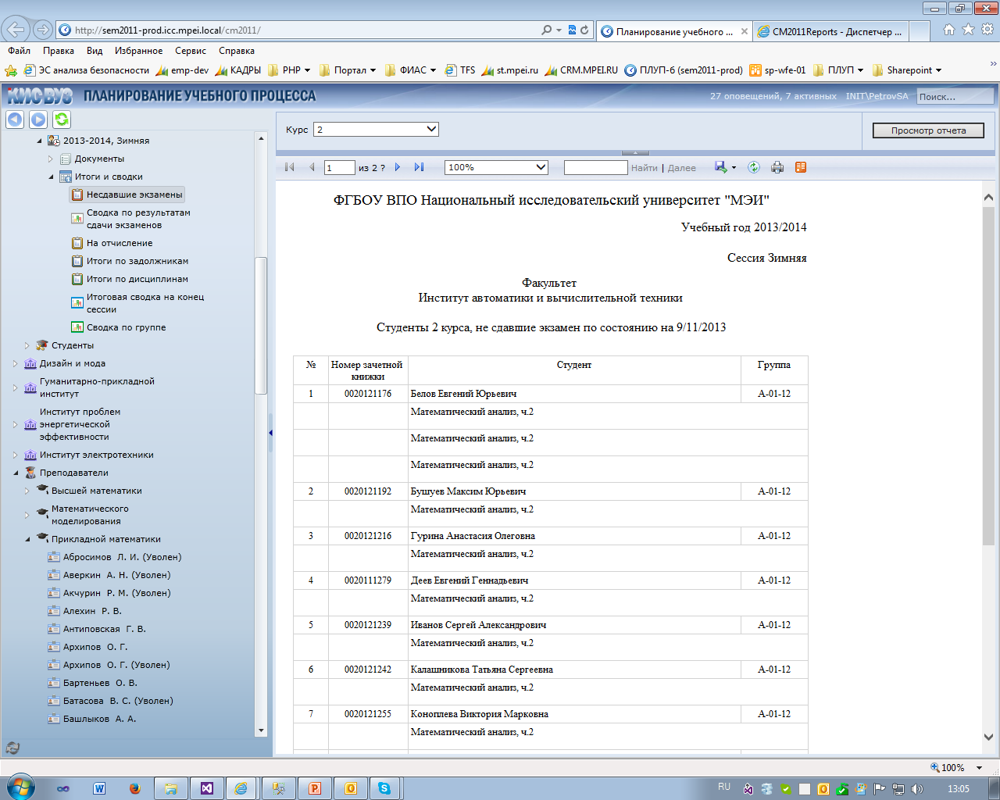 http://sem2011-prod.icc.mpei.local/cm2011/
Планирование учебного ...
CM2011Reports - Диспетчер ...
Файл Правка Вид Избранное Сервис Справка
ЭС анализа безопасности emp-dev КАДРЫ PHP Портал ФИАС TFS st.mpei.ru CRM.MPEI.RU ПЛУП-6 (sem2011-prod) sp-wfe-01 ПЛУП Sharepoint »
КИС ВУЗ ПЛАНИРОВАНИЕ УЧЕБНОГО ПРОЦЕССА
27 оповещений, 7 активных INIT\PetrovSA Поиск...
2013-2014, Зимняя
Документы
Итоги и сводки
Несдавшие экзамены
Сводка по результатам
сдачи экзаменов
На отчисление
Итоги по задолжникам
Итоги по дисциплинам
Итоговая сводка на конец
сессии
Сводка по группе
Студенты
Дизайн и мода
Гуманитарно-прикладной
институт
Институт проблем
энергетической
эффективности
Институт электротехники
Преподаватели
Высшей математики
Математического
моделирования
Прикладной математики
Абросимов Л. И. (Уволен)
Аверкин А. Н. (Уволен)
Акчурин Р. М. (Уволен)
Алехин Р. В.
Антиповская Г. В.
Архипов О. Г.
Архипов О. Г. (Уволен)
Бартеньев О. В.
Батасова В. С. (Уволен)
Башлыков А. А.
Курс 2
Просмотр отчета
1 из 2 ? 100% Найти | Далее
ФГБОУ ВПО Национальный исследовательский университет "МЭИ"
Учебный год 2013/2014
Сессия Зимняя
Факультет
Институт автоматики и вычислительной техники
Студенты 2 курса, не сдавшие экзамен по состоянию на 9/11/2013
№ Номер зачетной книжки Студент Группа
1 0020121176 Белов Евгений Юрьевич А-01-12
Математический анализ, ч.2
Математический анализ, ч.2
Математический анализ, ч.2
2 0020121192 Бушуев Максим Юрьевич А-01-12
Математический анализ, ч.2
3 0020121216 Гурина Анастасия Олеговна А-01-12
Математический анализ, ч.2
4 0020111279 Деев Евгений Геннадьевич А-01-12
Математический анализ, ч.2
5 0020121239 Иванов Сергей Александрович А-01-12
Математический анализ, ч.2
6 0020121242 Калашникова Татьяна Сергеевна А-01-12
Математический анализ, ч.2
7 0020121255 Коноплева Виктория Марковна А-01-12
Математический анализ, ч.2
100%
RU 13:05